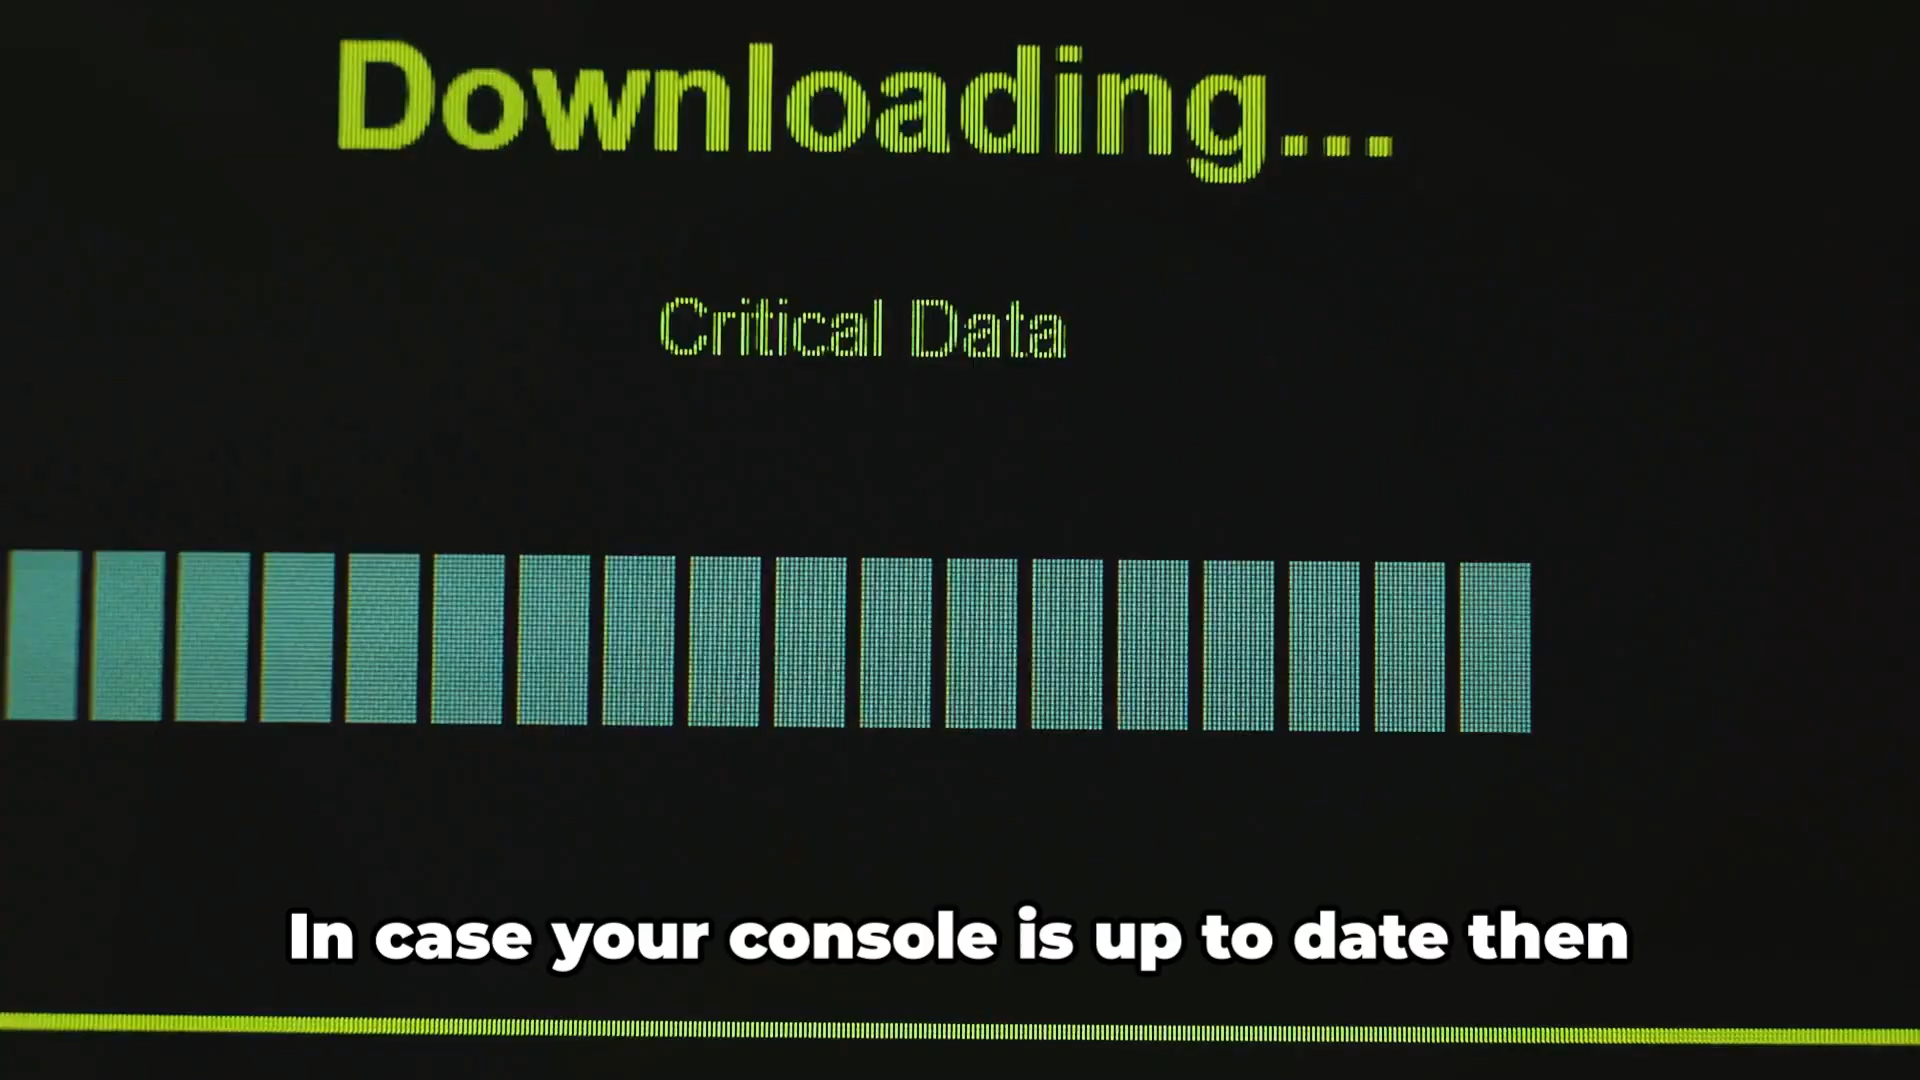 Downloading...
Critical Data
In case your console is up to date then